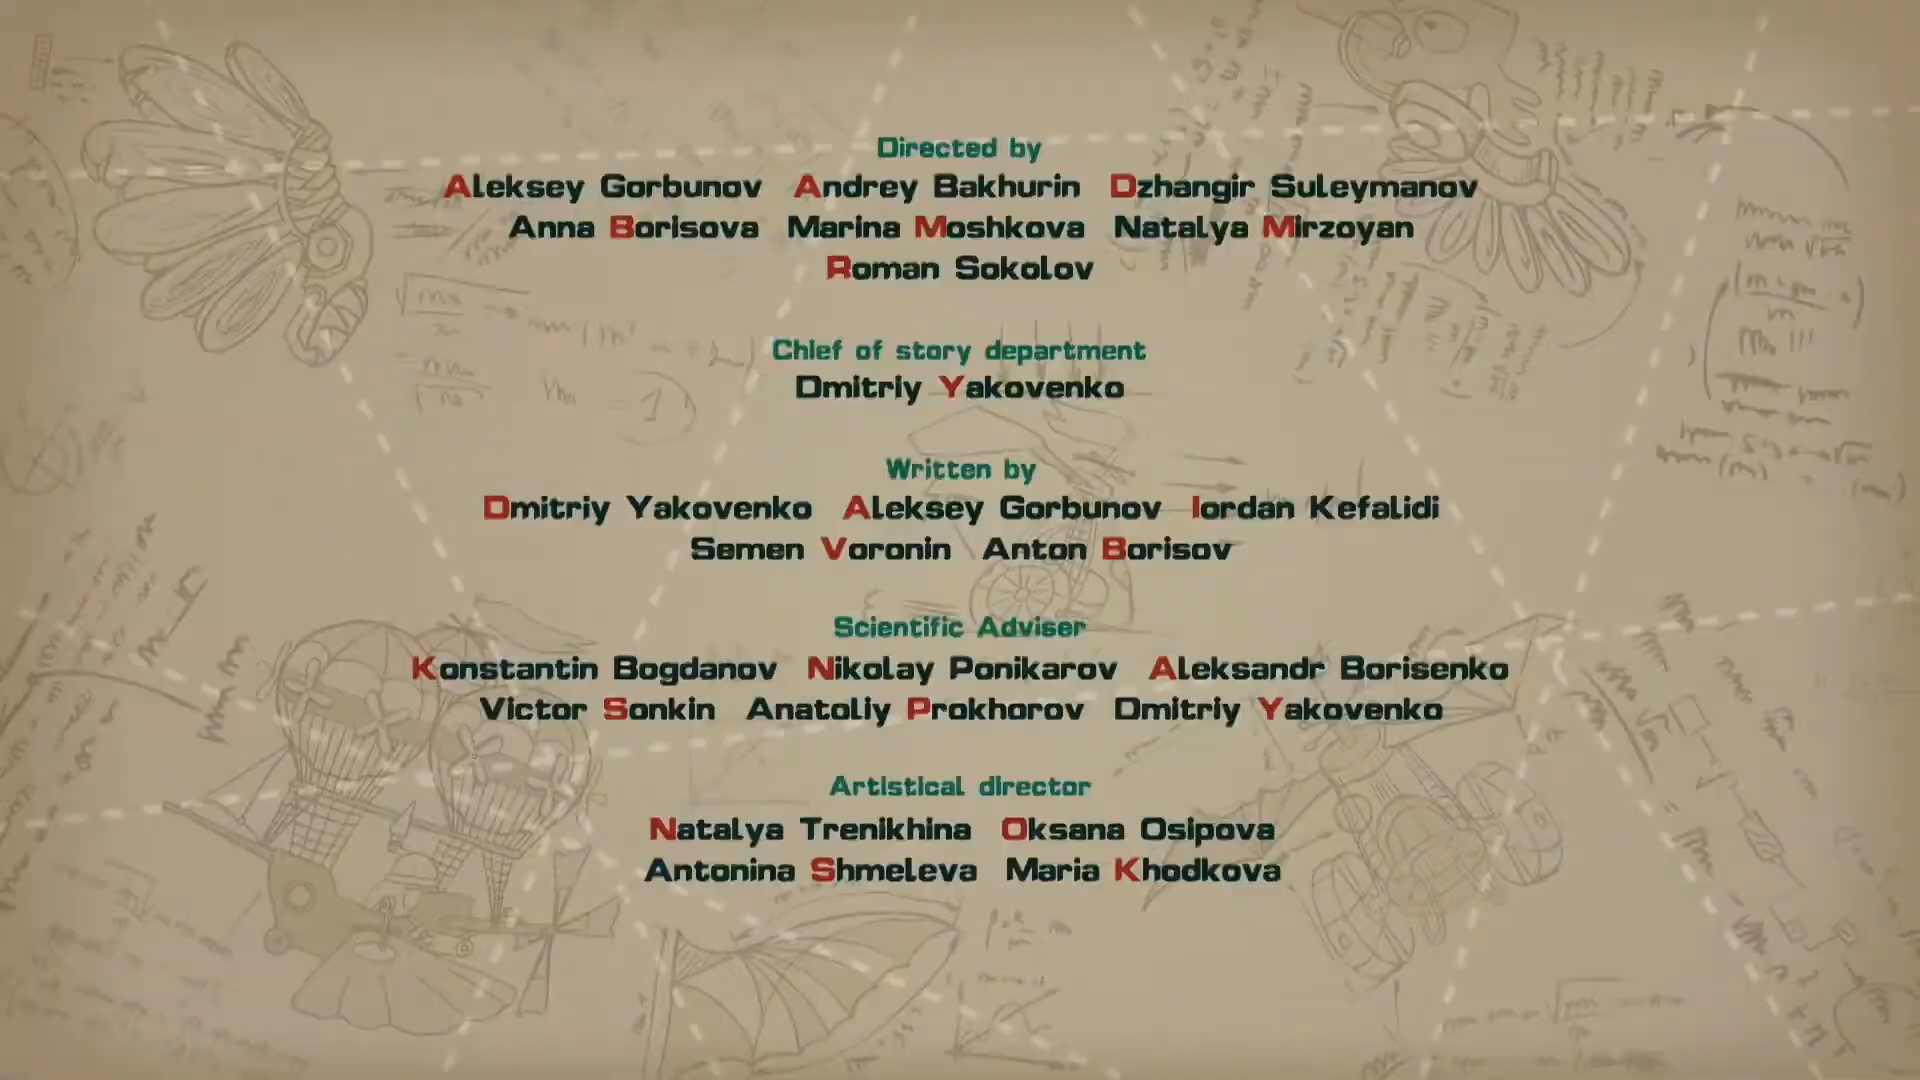 Directed by
Aleksey Gorbunov Andrey Bakhurin Dzhangir Suleymanov
Anna Borisova Marina Moshkova Natalya Mirzoyan
Roman Sokolov
Chief of story department
Dmitriy Yakovenko
Written by
Dmitriy Yakovenko Aleksey Gorbunov Iordan Kefalidi
Semen Voronin Anton Borisov
Scientific Adviser
Konstantin Bogdanov Nikolay Ponikarov Aleksandr Borisenko
Victor Sonkin Anatoliy Prokhorov Dmitriy Yakovenko
Artistical director
Natalya Trenikhina Oksana Osipova
Antonina Shmeleva Maria Khodkova